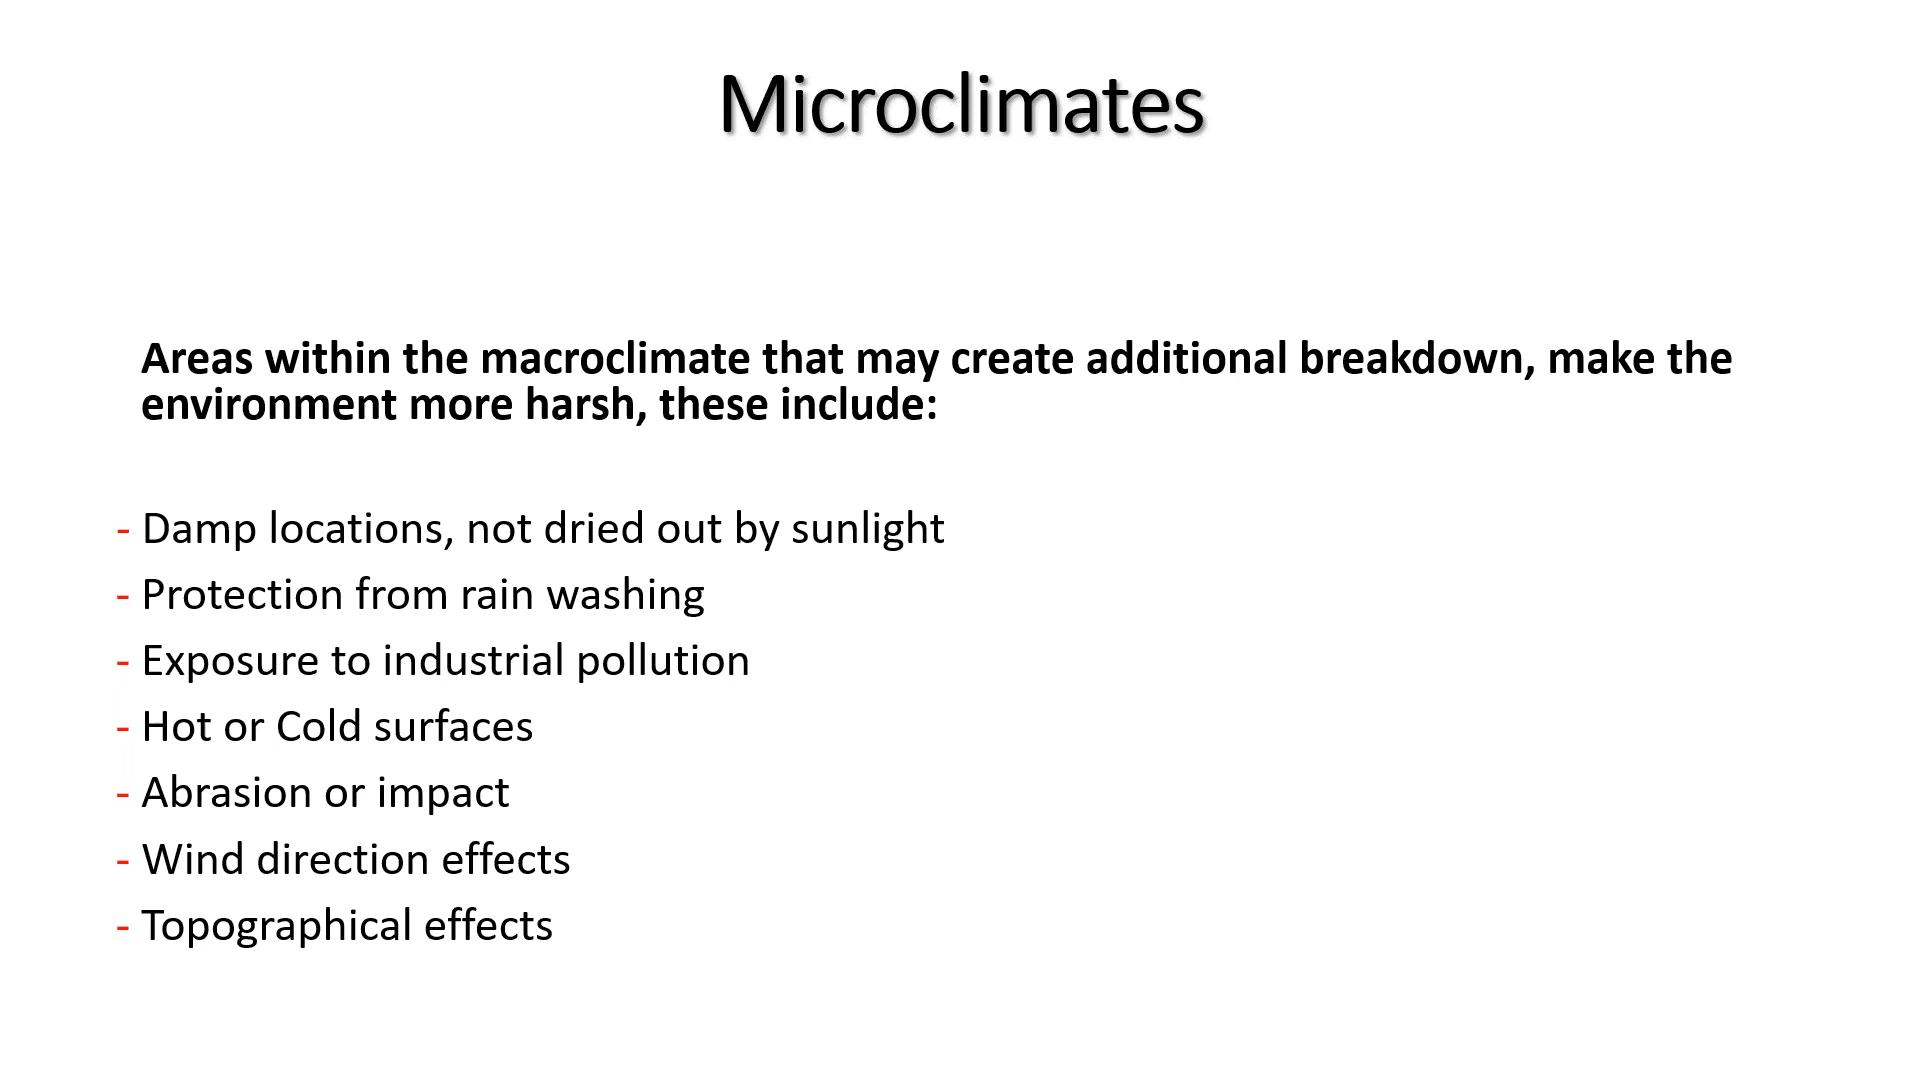 Microclimates
Areas within the macroclimate that may create additional breakdown, make the
environment more harsh, these include:
- Damp locations, not dried out by sunlight
- Protection from rain washing
- Exposure to industrial pollution
- Hot or Cold surfaces
- Abrasion or impact
- Wind direction effects
- Topographical effects